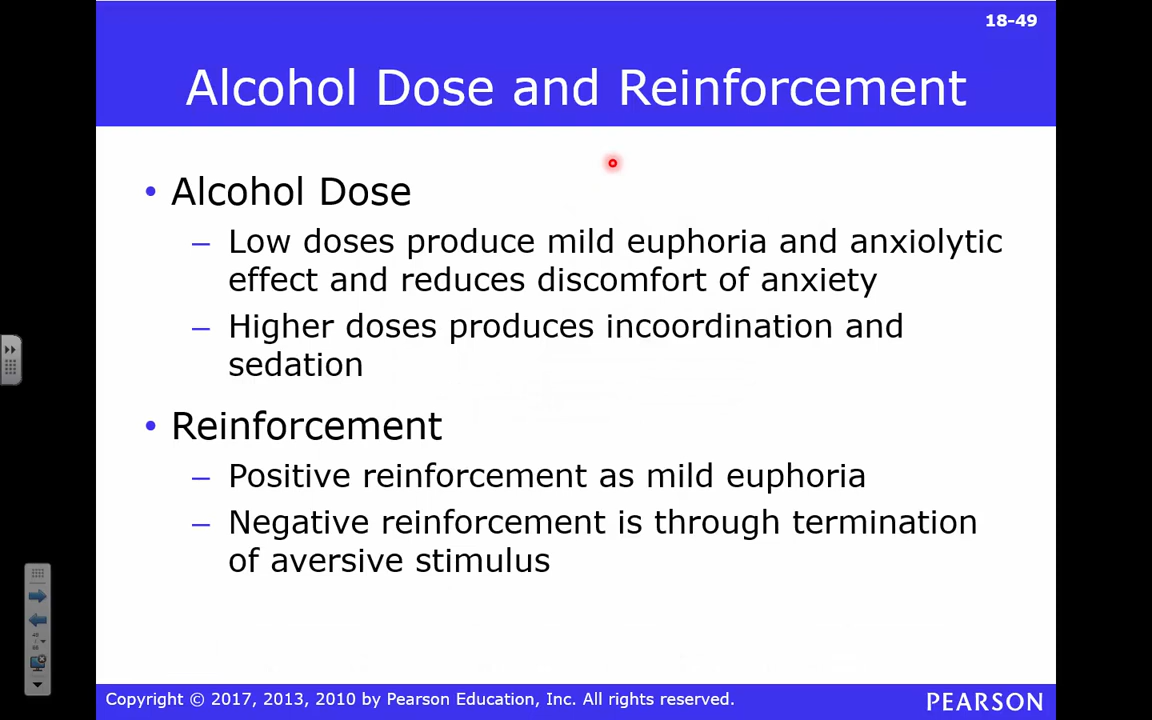 18-49
Alcohol Dose and Reinforcement
• Alcohol Dose
– Low doses produce mild euphoria and anxiolytic
effect and reduces discomfort of anxiety
– Higher doses produces incoordination and
sedation
• Reinforcement
– Positive reinforcement as mild euphoria
– Negative reinforcement is through termination
of aversive stimulus
Copyright © 2017, 2013, 2010 by Pearson Education, Inc. All rights reserved.
PEARSON